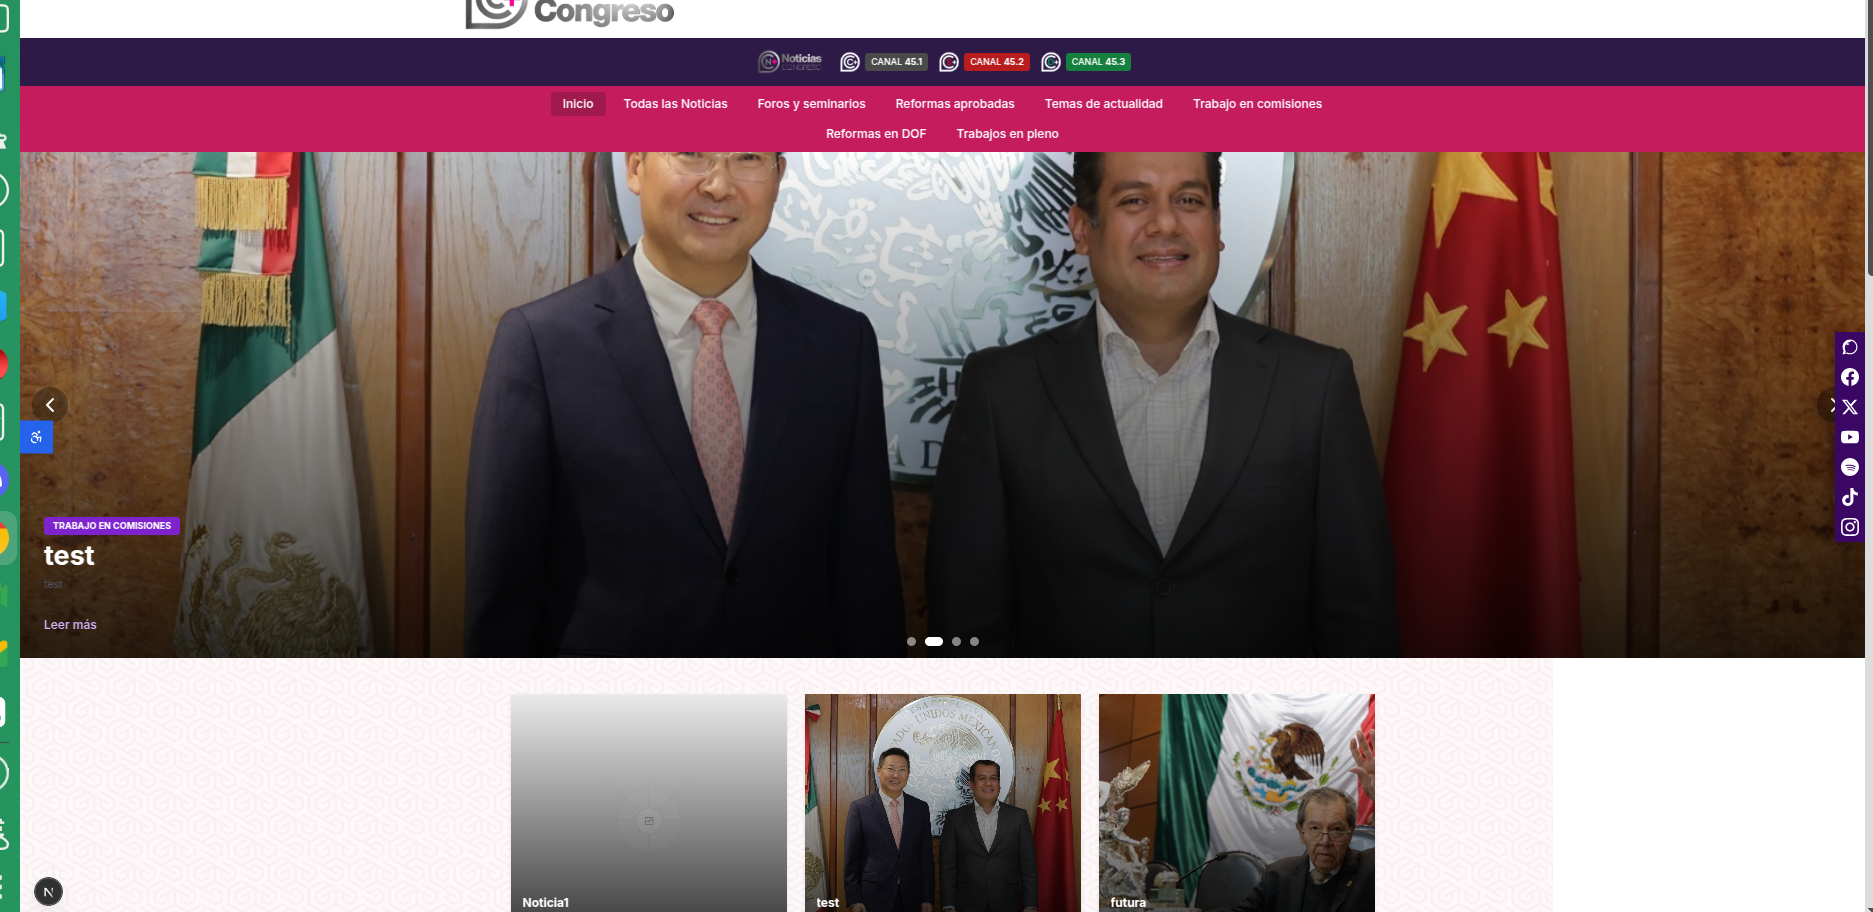 Congreso
Noticias
CONGRESO
CANAL 45.1
CANAL 45.2
CANAL 45.3
Inicio
Todas las Noticias
Foros y seminarios
Reformas aprobadas
Temas de actualidad
Trabajo en comisiones
Reformas en DOF
Trabajos en pleno
TRABAJO EN COMISIONES
test
test
Leer más
UNIDOS MEXICANO
Noticia1
test
futura
N